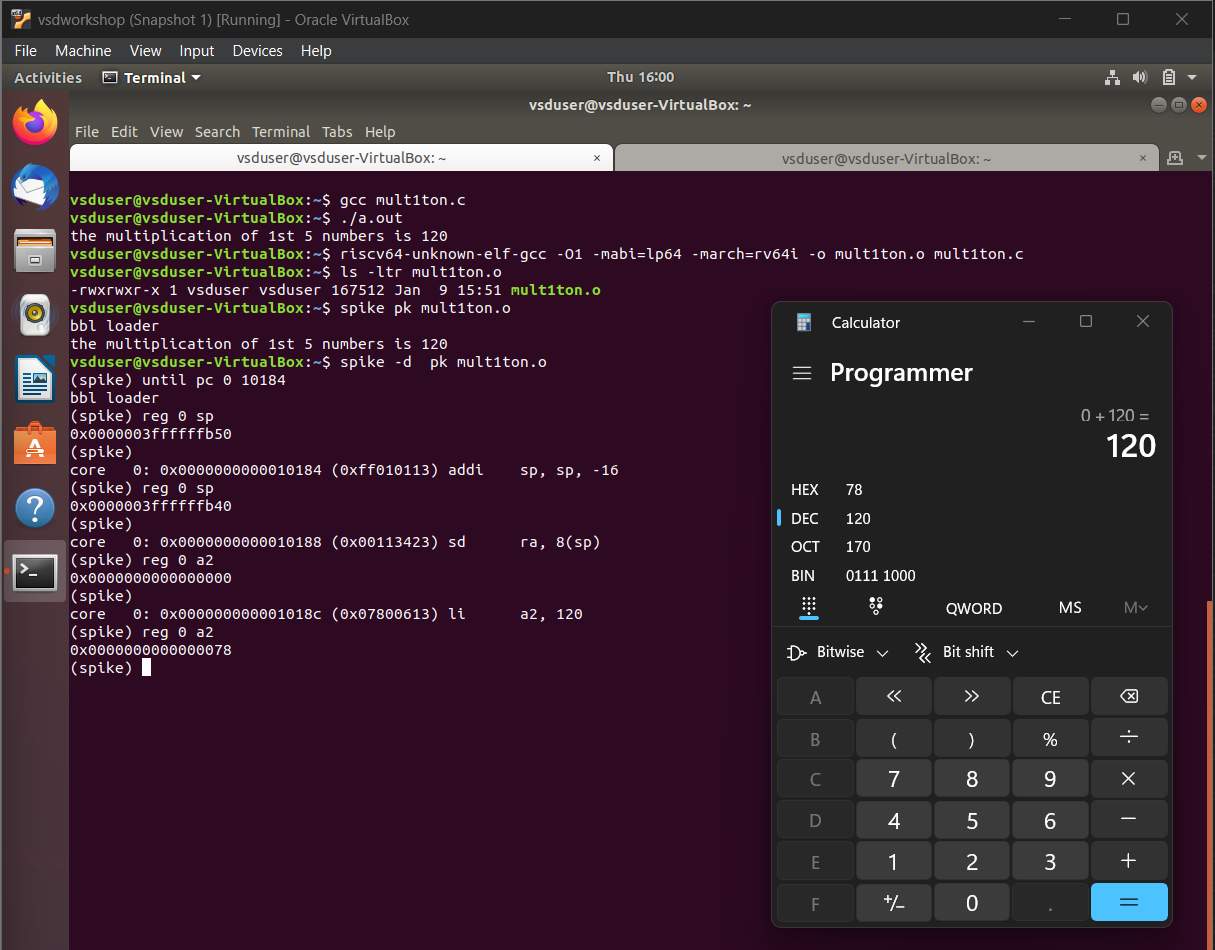 vsdworkshop (Snapshot 1) [Running] - Oracle VirtualBox
File Machine View Input Devices Help
Activities Terminal Thu 16:00
vsduser@vsduser-VirtualBox: ~
File Edit View Search Terminal Tabs Help
vsduser@vsduser-VirtualBox: ~ × vsduser@vsduser-VirtualBox: ~ ×
vsduser@vsduser-VirtualBox:~$ gcc mult1ton.c
vsduser@vsduser-VirtualBox:~$ ./a.out
the multiplication of 1st 5 numbers is 120
vsduser@vsduser-VirtualBox:~$ riscv64-unknown-elf-gcc -O1 -mabi=lp64 -march=rv64i -o mult1ton.o mult1ton.c
vsduser@vsduser-VirtualBox:~$ ls -ltr mult1ton.o
-rwxrwxr-x 1 vsduser vsduser 167512 Jan  9 15:51 mult1ton.o
vsduser@vsduser-VirtualBox:~$ spike pk mult1ton.o
bbl loader
the multiplication of 1st 5 numbers is 120
vsduser@vsduser-VirtualBox:~$ spike -d  pk mult1ton.o
(spike) until pc 0 10184
bbl loader
(spike) reg 0 sp
0x0000003ffffffb50
(spike)
core   0: 0x0000000000010184 (0xff010113) addi    sp, sp, -16
(spike) reg 0 sp
0x0000003ffffffb40
(spike)
core   0: 0x0000000000010188 (0x00113423) sd      ra, 8(sp)
(spike) reg 0 a2
0x0000000000000000
(spike)
core   0: 0x000000000001018c (0x07800613) li      a2, 120
(spike) reg 0 a2
0x0000000000000078
(spike)
Calculator
Programmer
0 + 120 =
120
HEX 78
DEC 120
OCT 170
BIN 0111 1000
QWORD MS M
Bitwise Bit shift
A « » CE
B ( ) % ÷
C 7 8 9 ×
D 4 5 6 −
E 1 2 3 +
F +/− 0 . =